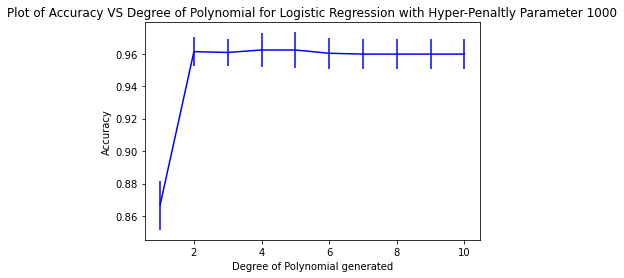 Plot of Accuracy VS Degree of Polynomial for Logistic Regression with Hyper-Penaltly Parameter 1000
0.96
0.94
0.92
0.90
0.88
0.86
Accuracy
2 4 6 8 10
Degree of Polynomial generated